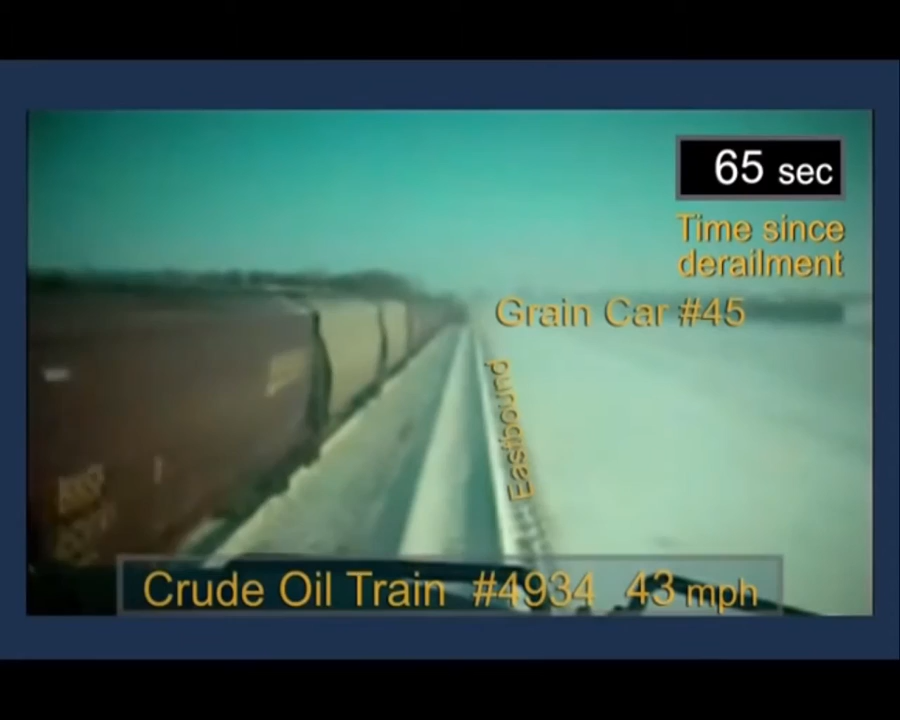 65 sec
Time since
derailment
Grain Car #45
Eastbound
Crude Oil Train #4934 43 mph